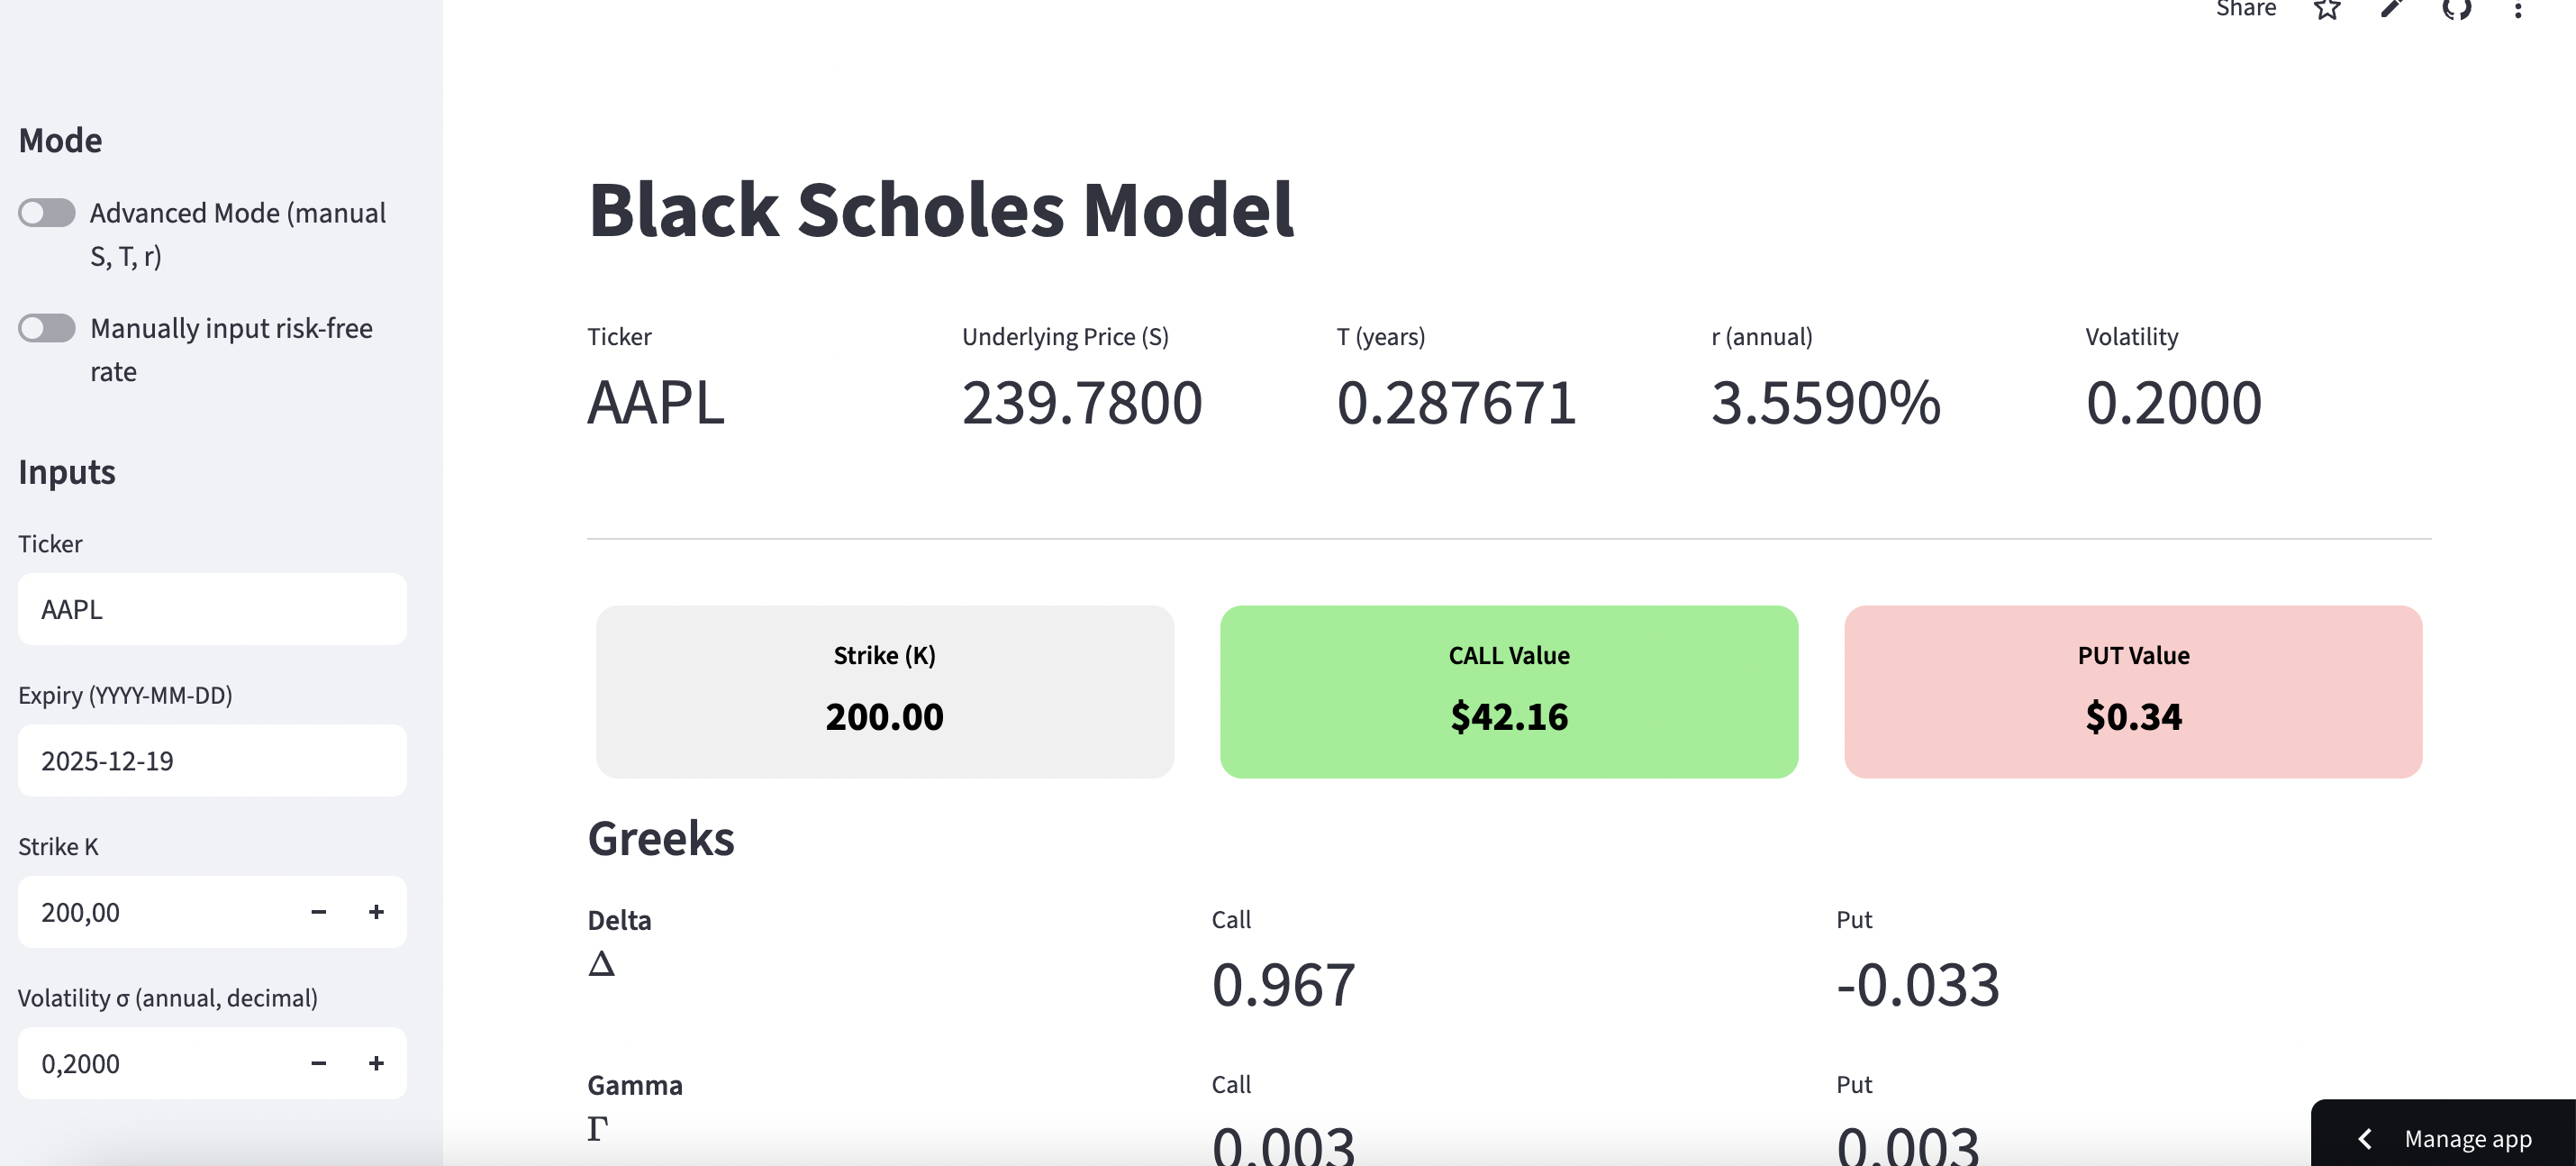 Share
Mode
Advanced Mode (manual
S, T, r)
Manually input risk-free
rate
Inputs
Ticker
AAPL
Expiry (YYYY-MM-DD)
2025-12-19
Strike K
200,00
Volatility σ (annual, decimal)
0,2000
Black Scholes Model
Ticker
AAPL
Underlying Price (S)
239.7800
T (years)
0.287671
r (annual)
3.5590%
Volatility
0.2000
Strike (K)
200.00
CALL Value
$42.16
PUT Value
$0.34
Greeks
Delta
Δ
Call
0.967
Put
-0.033
Gamma
Γ
Call
0.003
Put
0.003
Manage app